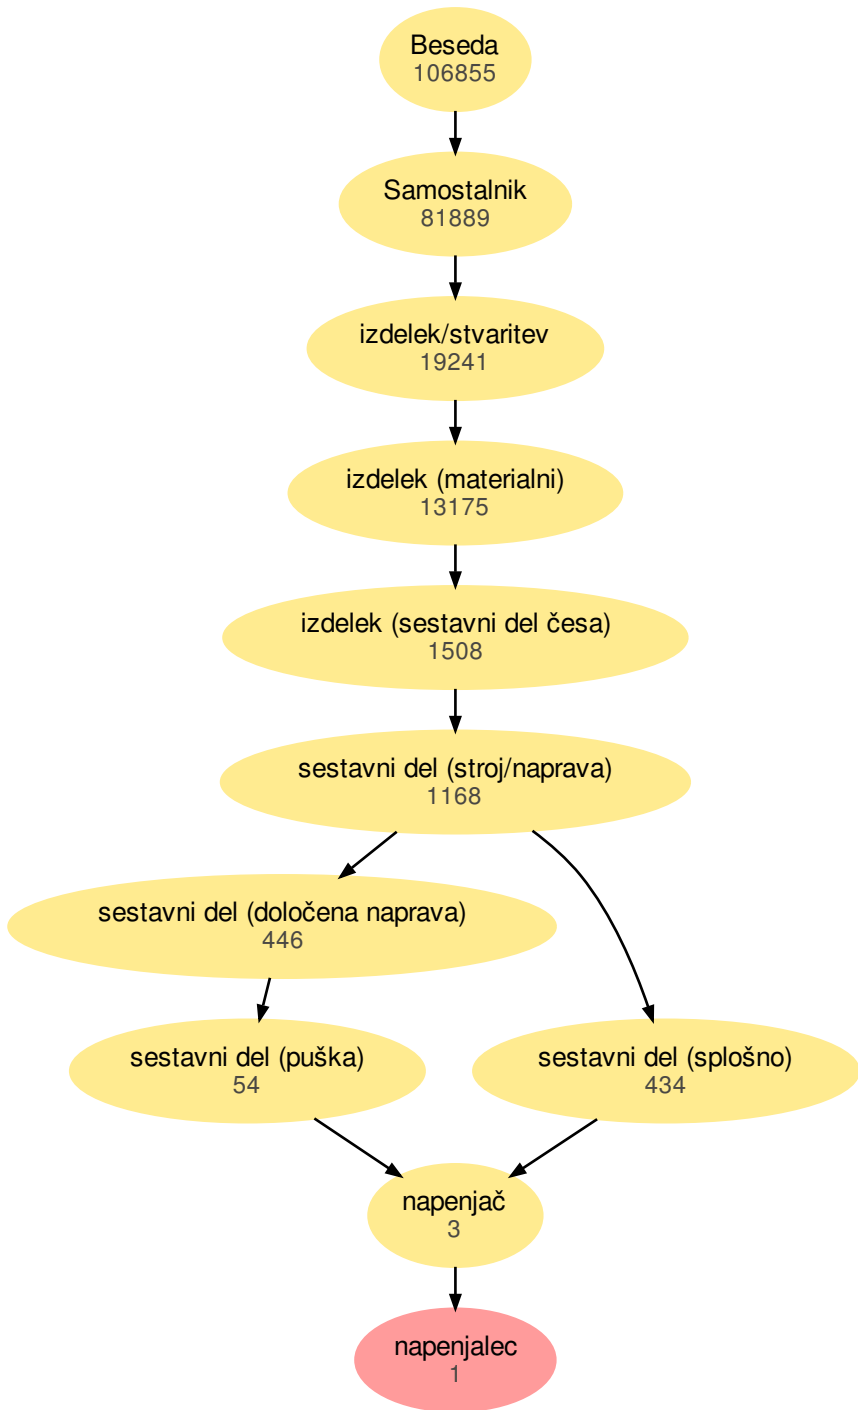 Beseda
106855
Samostalnik
81889
izdelek/stvaritev
19241
izdelek (materialni)
13175
izdelek (sestavni del česa)
1508
sestavni del (stroj/naprava)
1168
sestavni del (določena naprava)
446
sestavni del (puška)
54
sestavni del (splošno)
434
napenjač
3
napenjalec
1